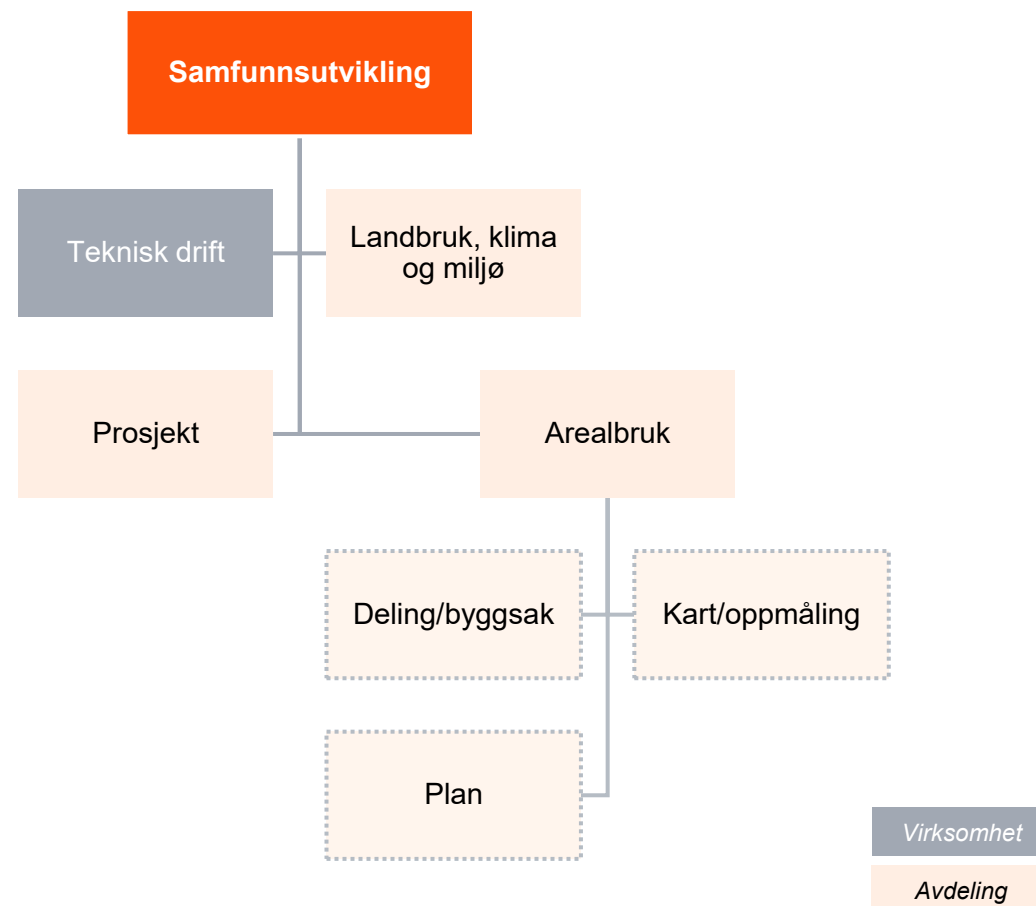 Samfunnsutvikling
Teknisk drift
Landbruk, klima
og miljø
Prosjekt
Arealbruk
Deling/byggsak
Kart/oppmåling
Plan
Virksomhet
Avdeling